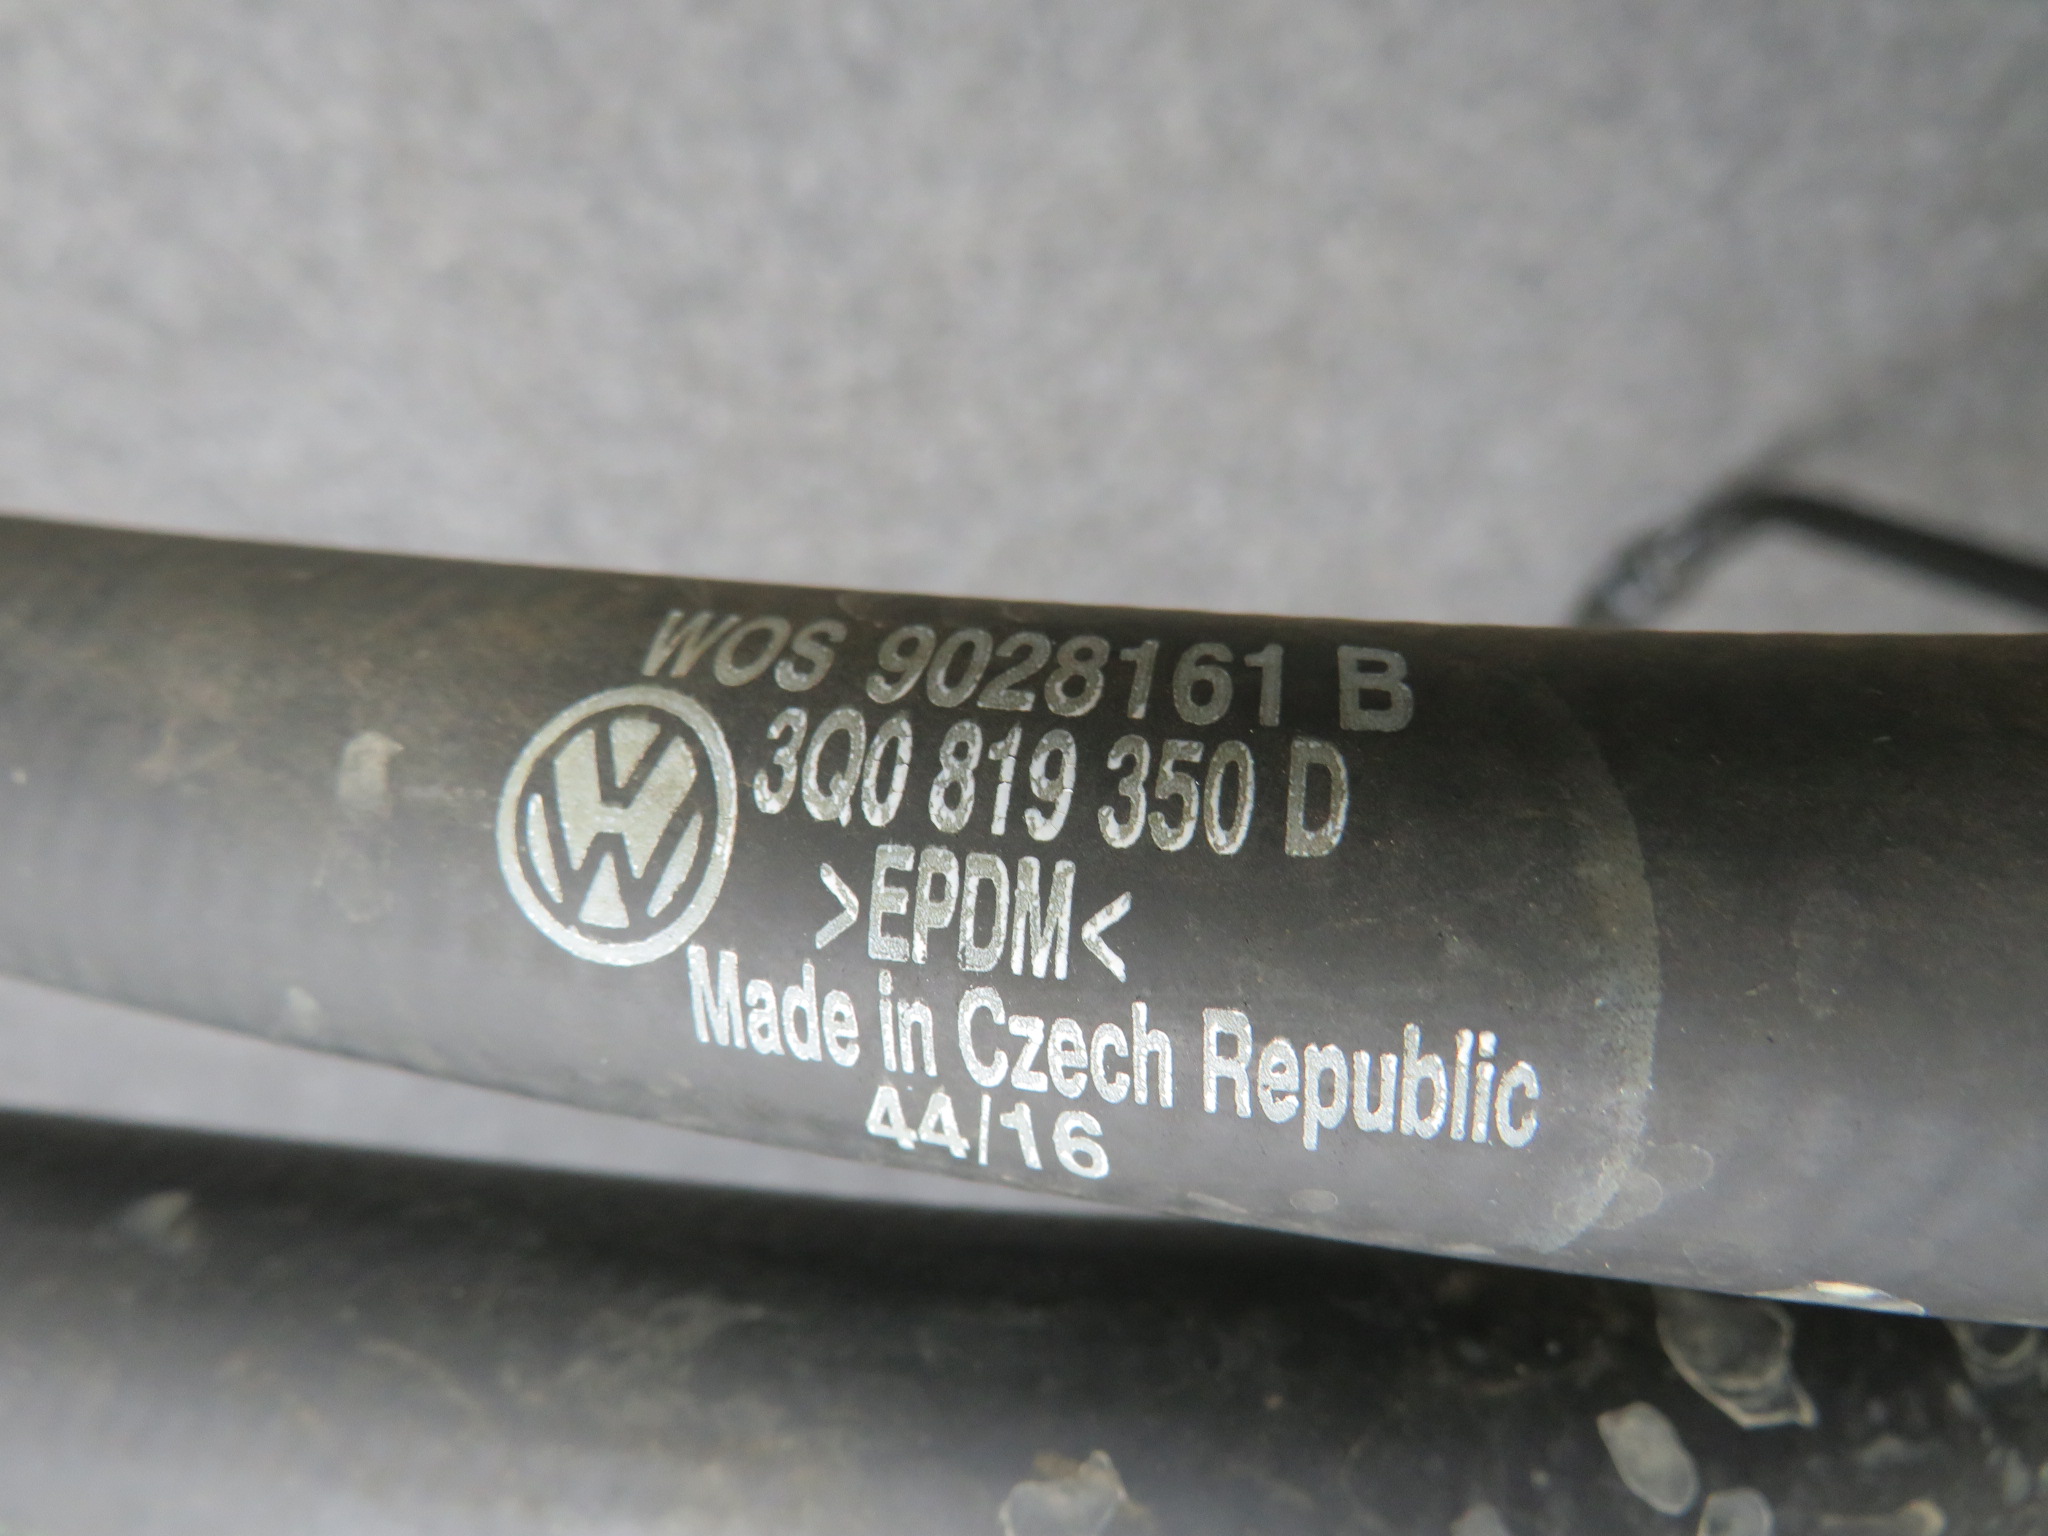 WOS 9028161 B
3Q0 819 350 D
>EPDM<
Made in Czech Republic
44/16